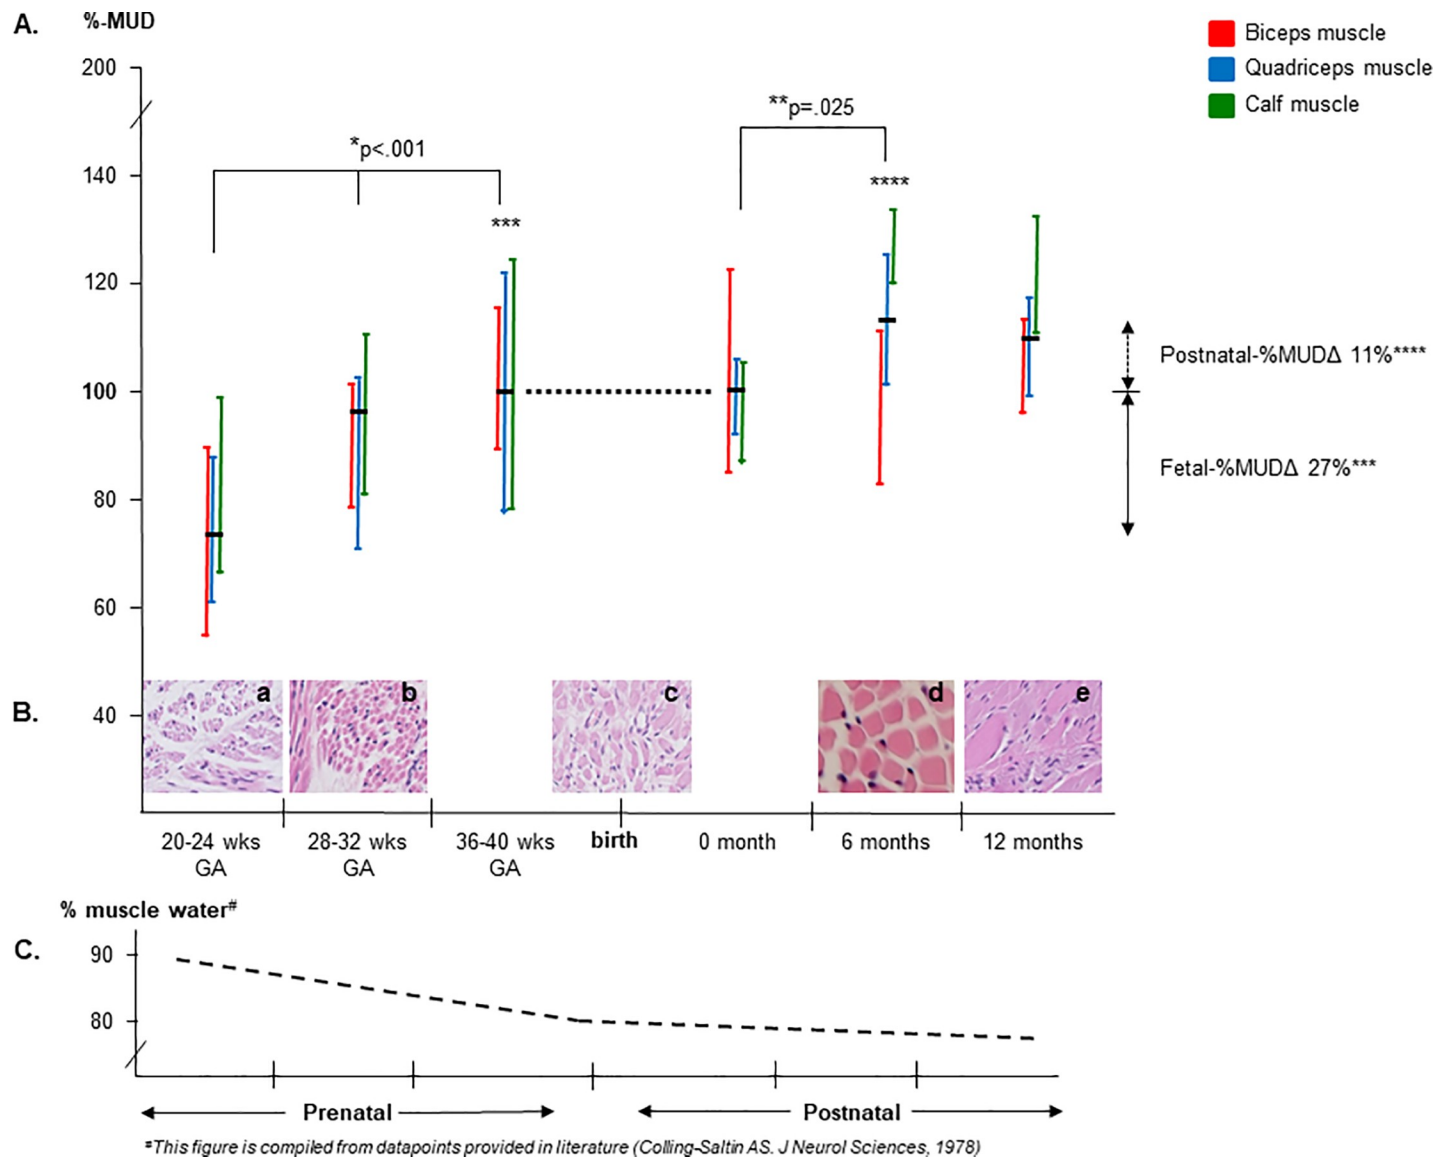 A.
%-MUD
Biceps muscle
Quadriceps muscle
Calf muscle
200
140
120
100
80
60
40
*p<.001
***
**p=.025
****
Postnatal-%MUDΔ 11%****
Fetal-%MUDΔ 27%***
B.
a
b
c
d
e
20-24 wks
GA
28-32 wks
GA
36-40 wks
GA
birth
0 month
6 months
12 months
% muscle water#
C.
90
80
Prenatal
Postnatal
#This figure is compiled from datapoints provided in literature (Colling-Saltin AS. J Neurol Sciences, 1978)